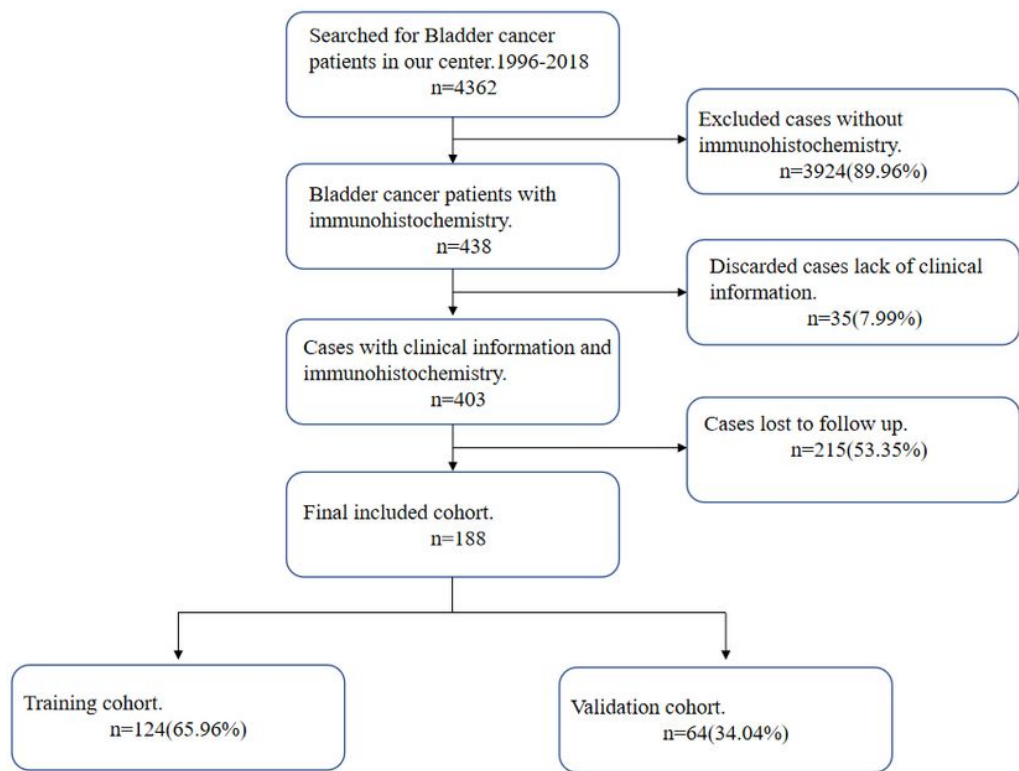 Searched for Bladder cancer
patients in our center.1996-2018
n=4362
Excluded cases without
immunohistochemistry.
n=3924(89.96%)
Bladder cancer patients with
immunohistochemistry.
n=438
Discarded cases lack of clinical
information.
n=35(7.99%)
Cases with clinical information and
immunohistochemistry.
n=403
Cases lost to follow up.
n=215(53.35%)
Final included cohort.
n=188
Training cohort.
n=124(65.96%)
Validation cohort.
n=64(34.04%)